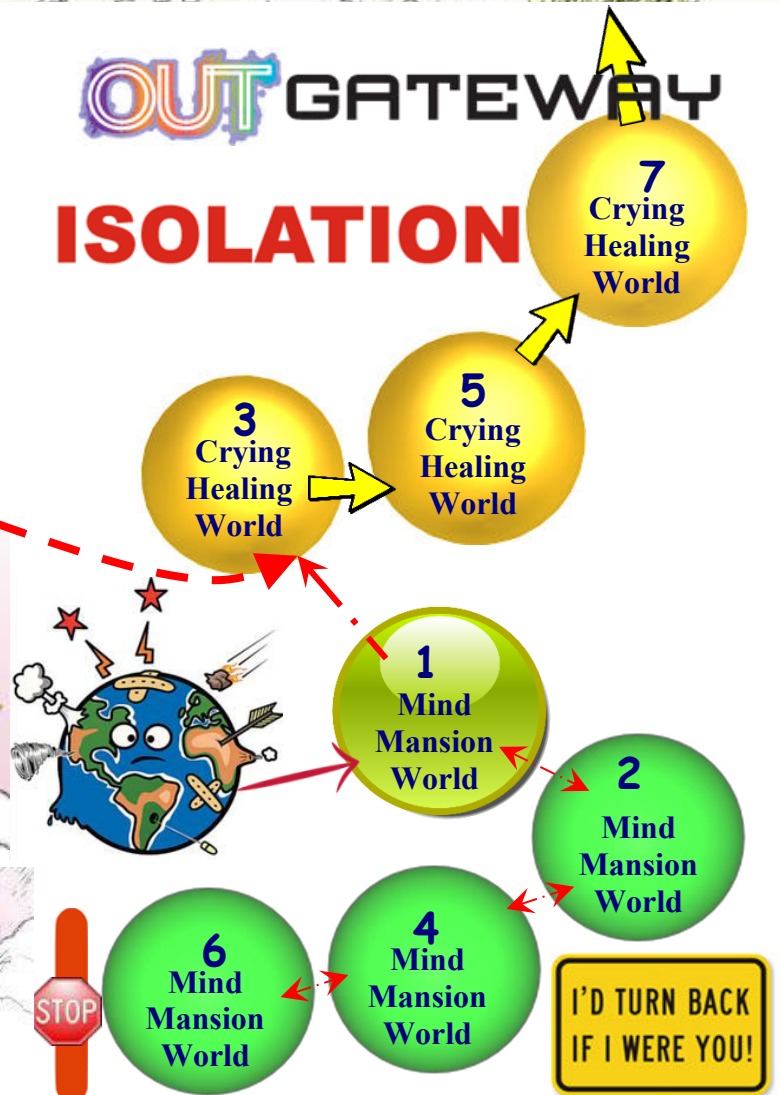 OUT GATEWAY
ISOLATION
7
Crying
Healing
World
5
Crying
Healing
World
3
Crying
Healing
World
1
Mind
Mansion
World
2
Mind
Mansion
World
4
Mind
Mansion
World
6
Mind
Mansion
World
STOP
I'D TURN BACK
IF I WERE YOU!